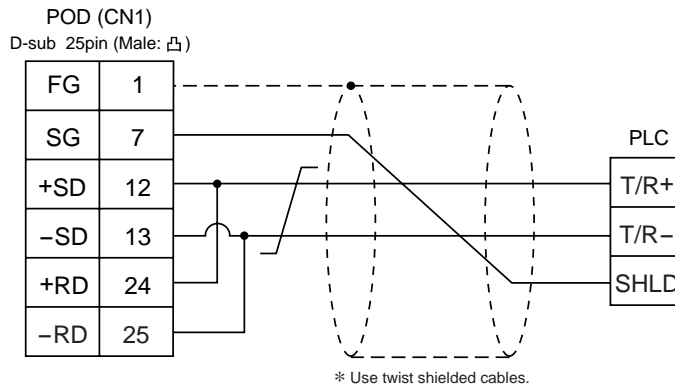 POD (CN1)
D-sub 25pin (Male: 凸)
FG 1
SG 7
PLC
+SD 12 T/R+
−SD 13 T/R−
+RD 24 SHLD
−RD 25
* Use twist shielded cables.